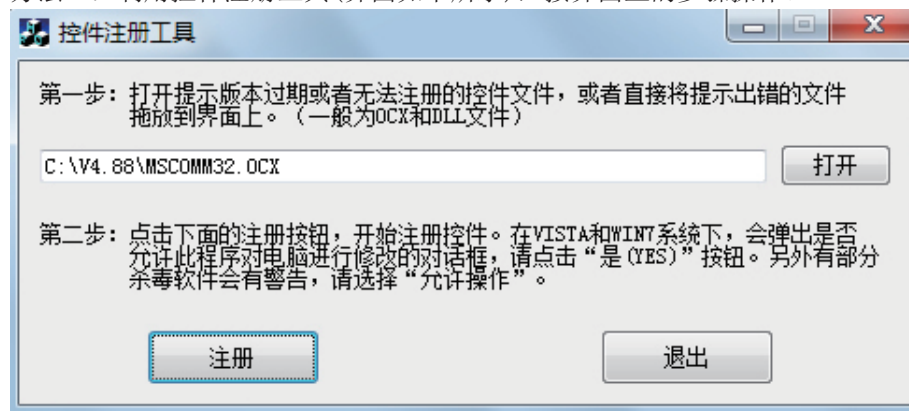 控件注册工具
第一步：打开提示版本过期或者无法注册的控件文件，或者直接将提示出错的文件
拖放到界面上。（一般为OCX和DLL文件）
C:\V4.88\MSCOMM32.OCX
打开
第二步：点击下面的注册按钮，开始注册控件。在VISTA和WIN7系统下，会弹出是否
允许此程序对电脑进行修改的对话框，请点击“是(YES)”按钮。另外有部分
杀毒软件会有警告，请选择“允许操作”。
注册
退出